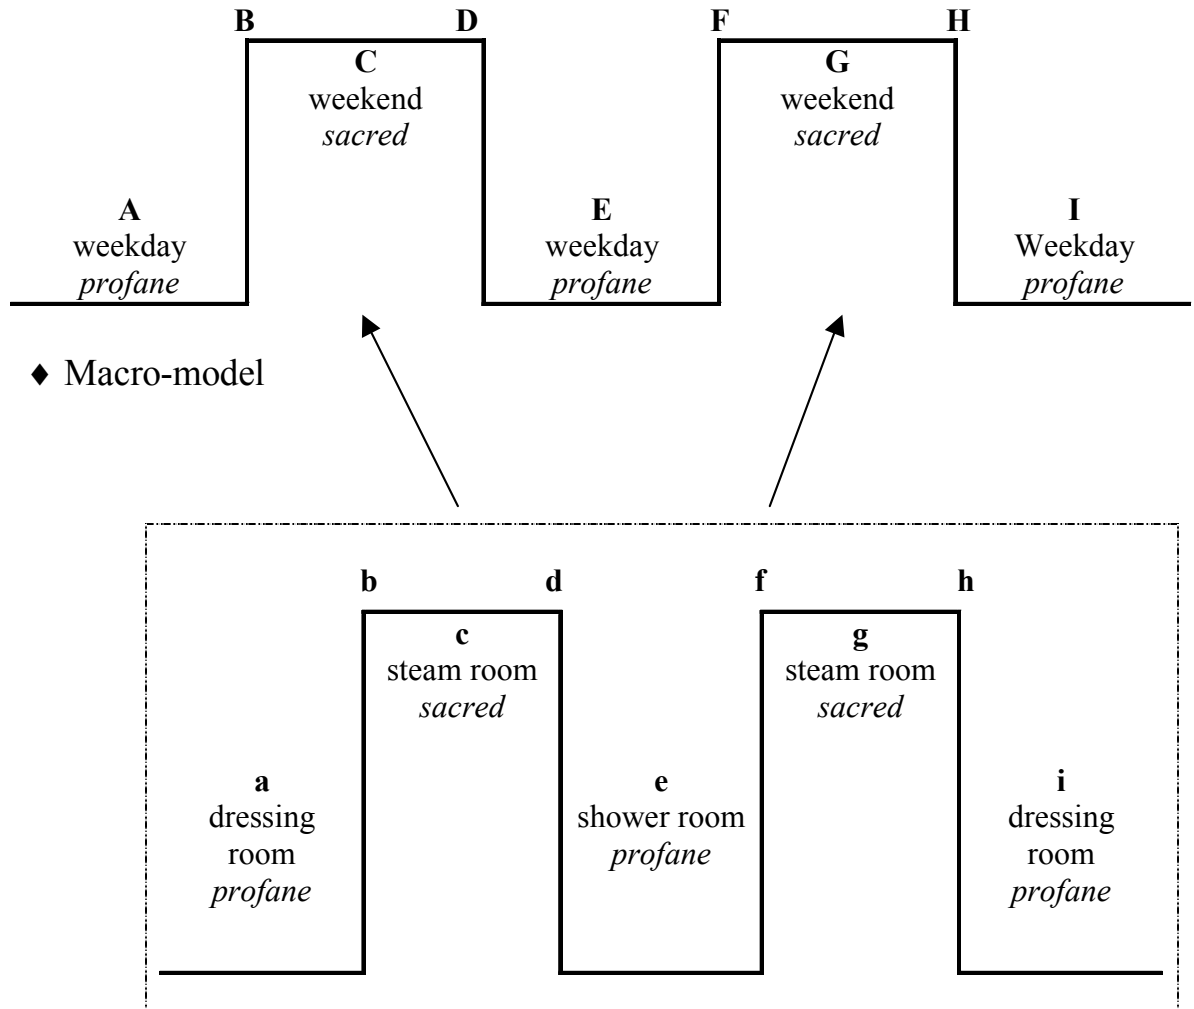 B D F H
C G
weekend weekend
sacred sacred
A E I
weekday weekday Weekday
profane profane profane
♦ Macro-model
b d f h
c g
steam room steam room
sacred sacred
a e i
dressing shower room dressing
room profane room
profane profane